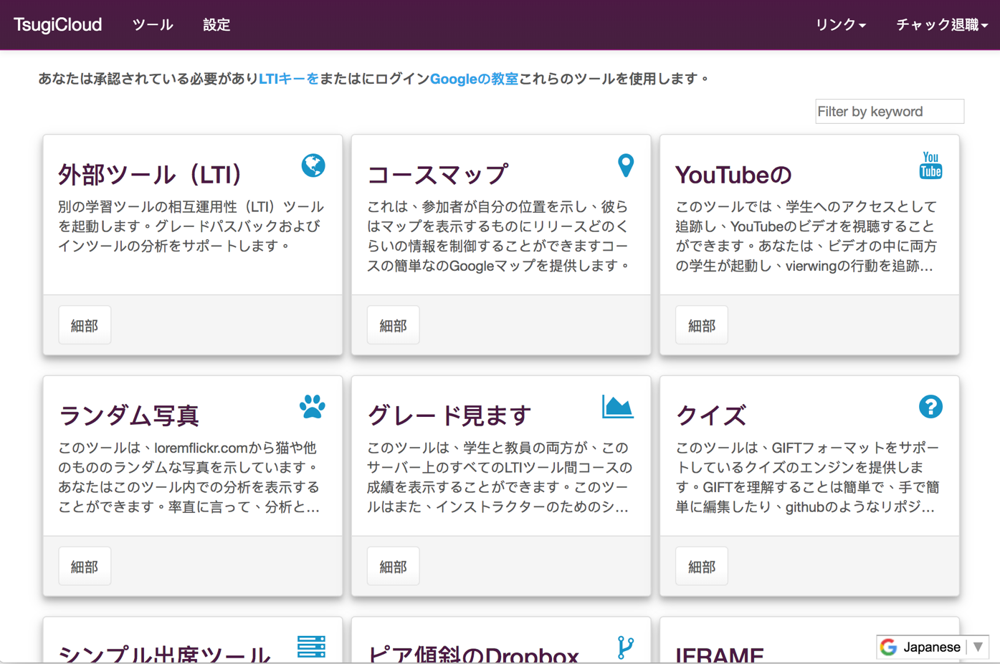 TsugiCloud ツール 設定 リンク チャック退職
あなたは承認されている必要がありLTIキーをまたはにログインGoogleの教室これらのツールを使用します。
Filter by keyword
外部ツール（LTI）
別の学習ツールの相互運用性（LTI）ツール
を起動します。グレードパスバックおよび
インツールの分析をサポートします。
細部
コースマップ
これは、参加者が自分の位置を示し、彼ら
はマップを表示するものにリリースどのく
らいの情報を制御することができますコー
スの簡単なのGoogleマップを提供します。
細部
YouTubeの
You
Tube
このツールでは、学生へのアクセスとして
追跡し、YouTubeのビデオを視聴すること
ができます。あなたは、ビデオの中に両方
の学生が起動し、vierwingの行動を追跡...
細部
ランダム写真
このツールは、loremflickr.comから猫や他
のもののランダムな写真を示しています。
あなたはこのツール内での分析を表示する
ことができます。率直に言って、分析と...
細部
グレード見ます
このツールは、学生と教員の両方が、この
サーバー上のすべてのLTIツール間コースの
成績を表示することができます。このツー
ルはまた、インストラクターのためのシ...
細部
クイズ
?
このツールは、GIFTフォーマットをサポー
トしているクイズのエンジンを提供しま
す。GIFTを理解することは簡単で、手で簡
単に編集したり、githubのようなリポジ...
細部
シンプル出席ツール
ピア傾斜のDropbox
IFRAME
Japanese